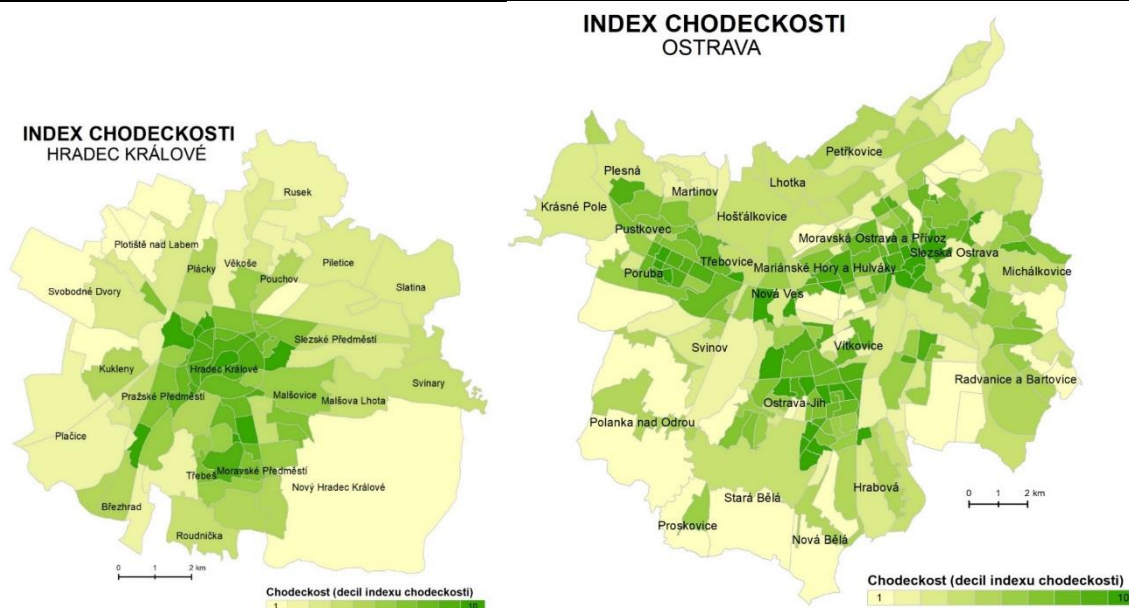 INDEX CHODECKOSTI
HRADEC KRÁLOVÉ
Rusek
Plotiště nad Labem
Plácky
Věkoše
Pouchov
Piletice
Slatina
Svobodné Dvory
Slezské Předměstí
Kukleny
Hradec Králové
Svinary
Pražské Předměstí
Malšovice
Malšova Lhota
Plačice
Třebeš
Moravské Předměstí
Nový Hradec Králové
Březhrad
Roudnička
0 1 2 km
Chodeckost (decil indexu chodeckosti)
1 10
INDEX CHODECKOSTI
OSTRAVA
Petřkovice
Plesná
Martinov
Lhotka
Krásné Pole
Hošťálkovice
Pustkovec
Moravská Ostrava a Přívoz
Slezská Ostrava
Třebovice
Mariánské Hory a Hulváky
Poruba
Michálkovice
Nová Ves
Svinov
Vítkovice
Radvanice a Bartovice
Ostrava-Jih
Polanka nad Odrou
Stará Bělá
Hrabová
Proskovice
Nová Bělá
0 1 2 km
Chodeckost (decil indexu chodeckosti)
1 10